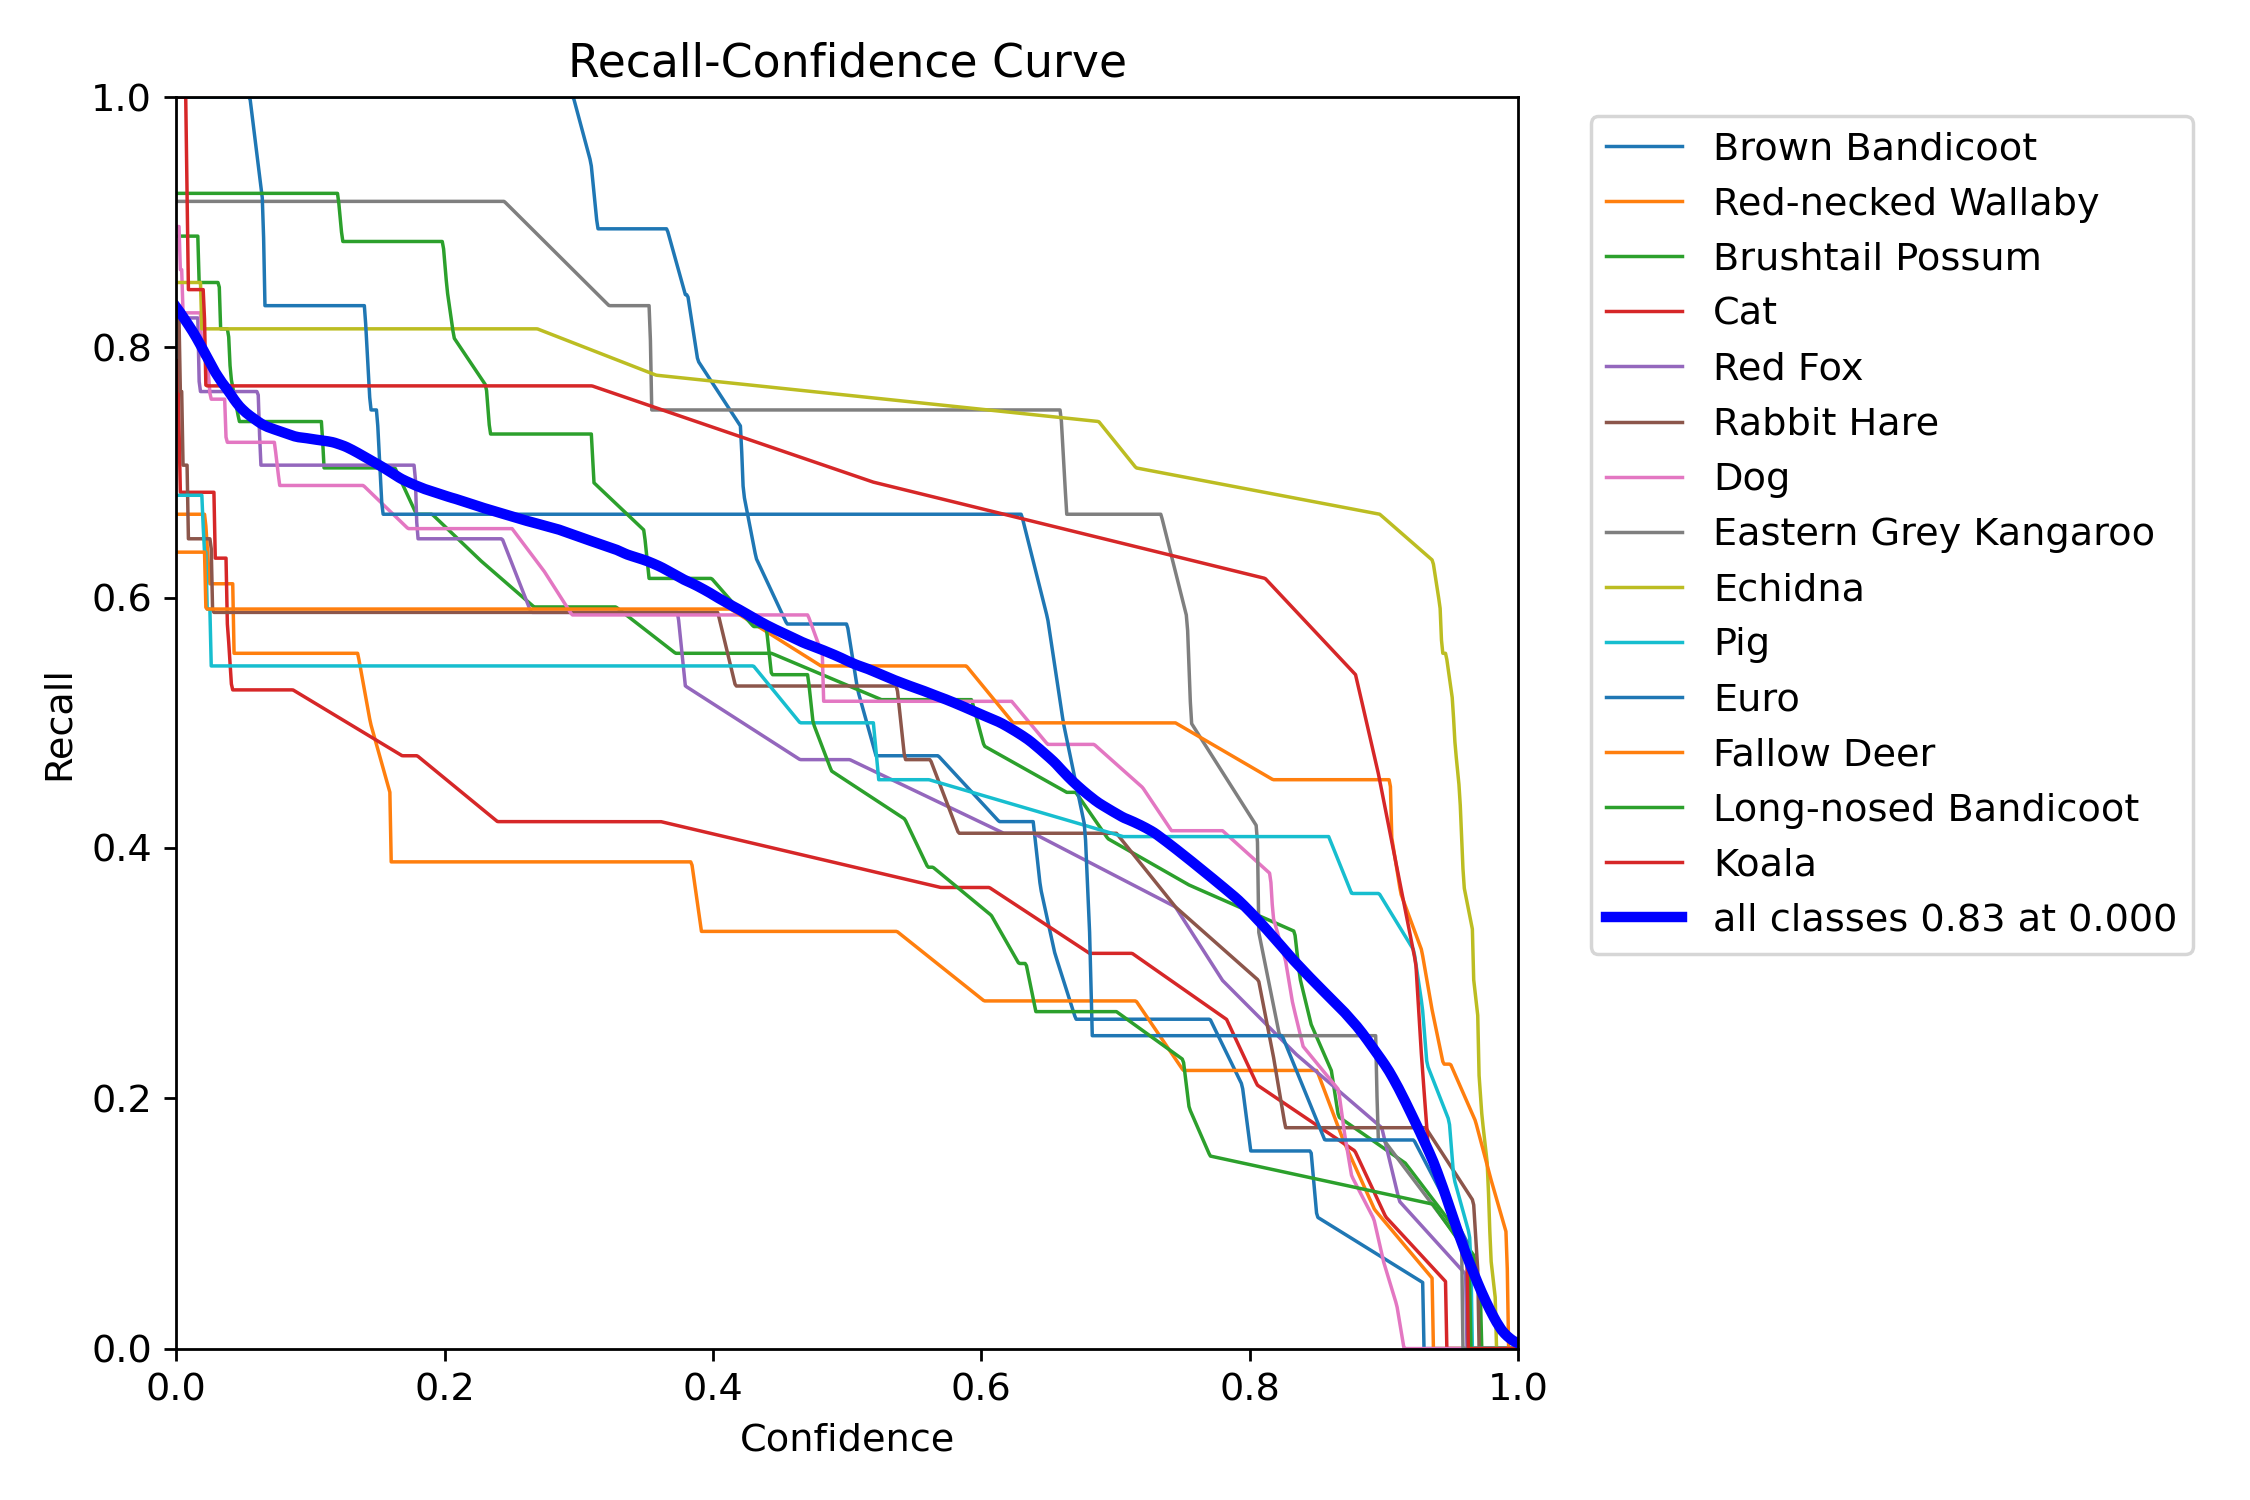 Recall-Confidence Curve
1.0
0.8
0.6
0.4
0.2
0.0
Recall
0.0 0.2 0.4 0.6 0.8 1.0
Confidence
Brown Bandicoot
Red-necked Wallaby
Brushtail Possum
Cat
Red Fox
Rabbit Hare
Dog
Eastern Grey Kangaroo
Echidna
Pig
Euro
Fallow Deer
Long-nosed Bandicoot
Koala
all classes 0.83 at 0.000